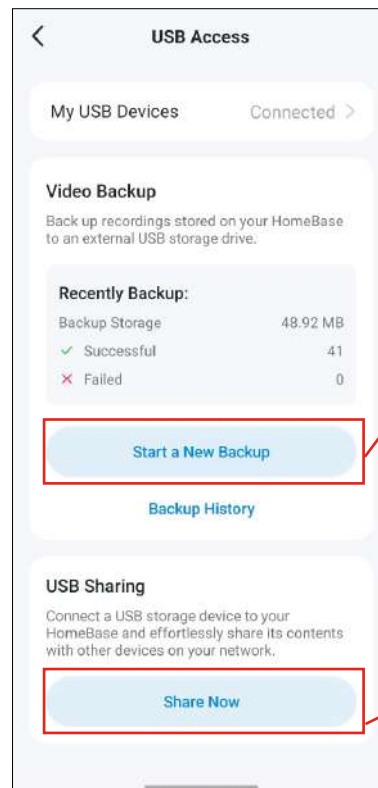 USB Access
My USB Devices Connected >
Video Backup
Back up recordings stored on your HomeBase
to an external USB storage drive.
Recently Backup:
Backup Storage 48.92 MB
Successful 41
Failed 0
Start a New Backup
Backup History
USB Sharing
Connect a USB storage device to your
HomeBase and effortlessly share its contents
with other devices on your network.
Share Now